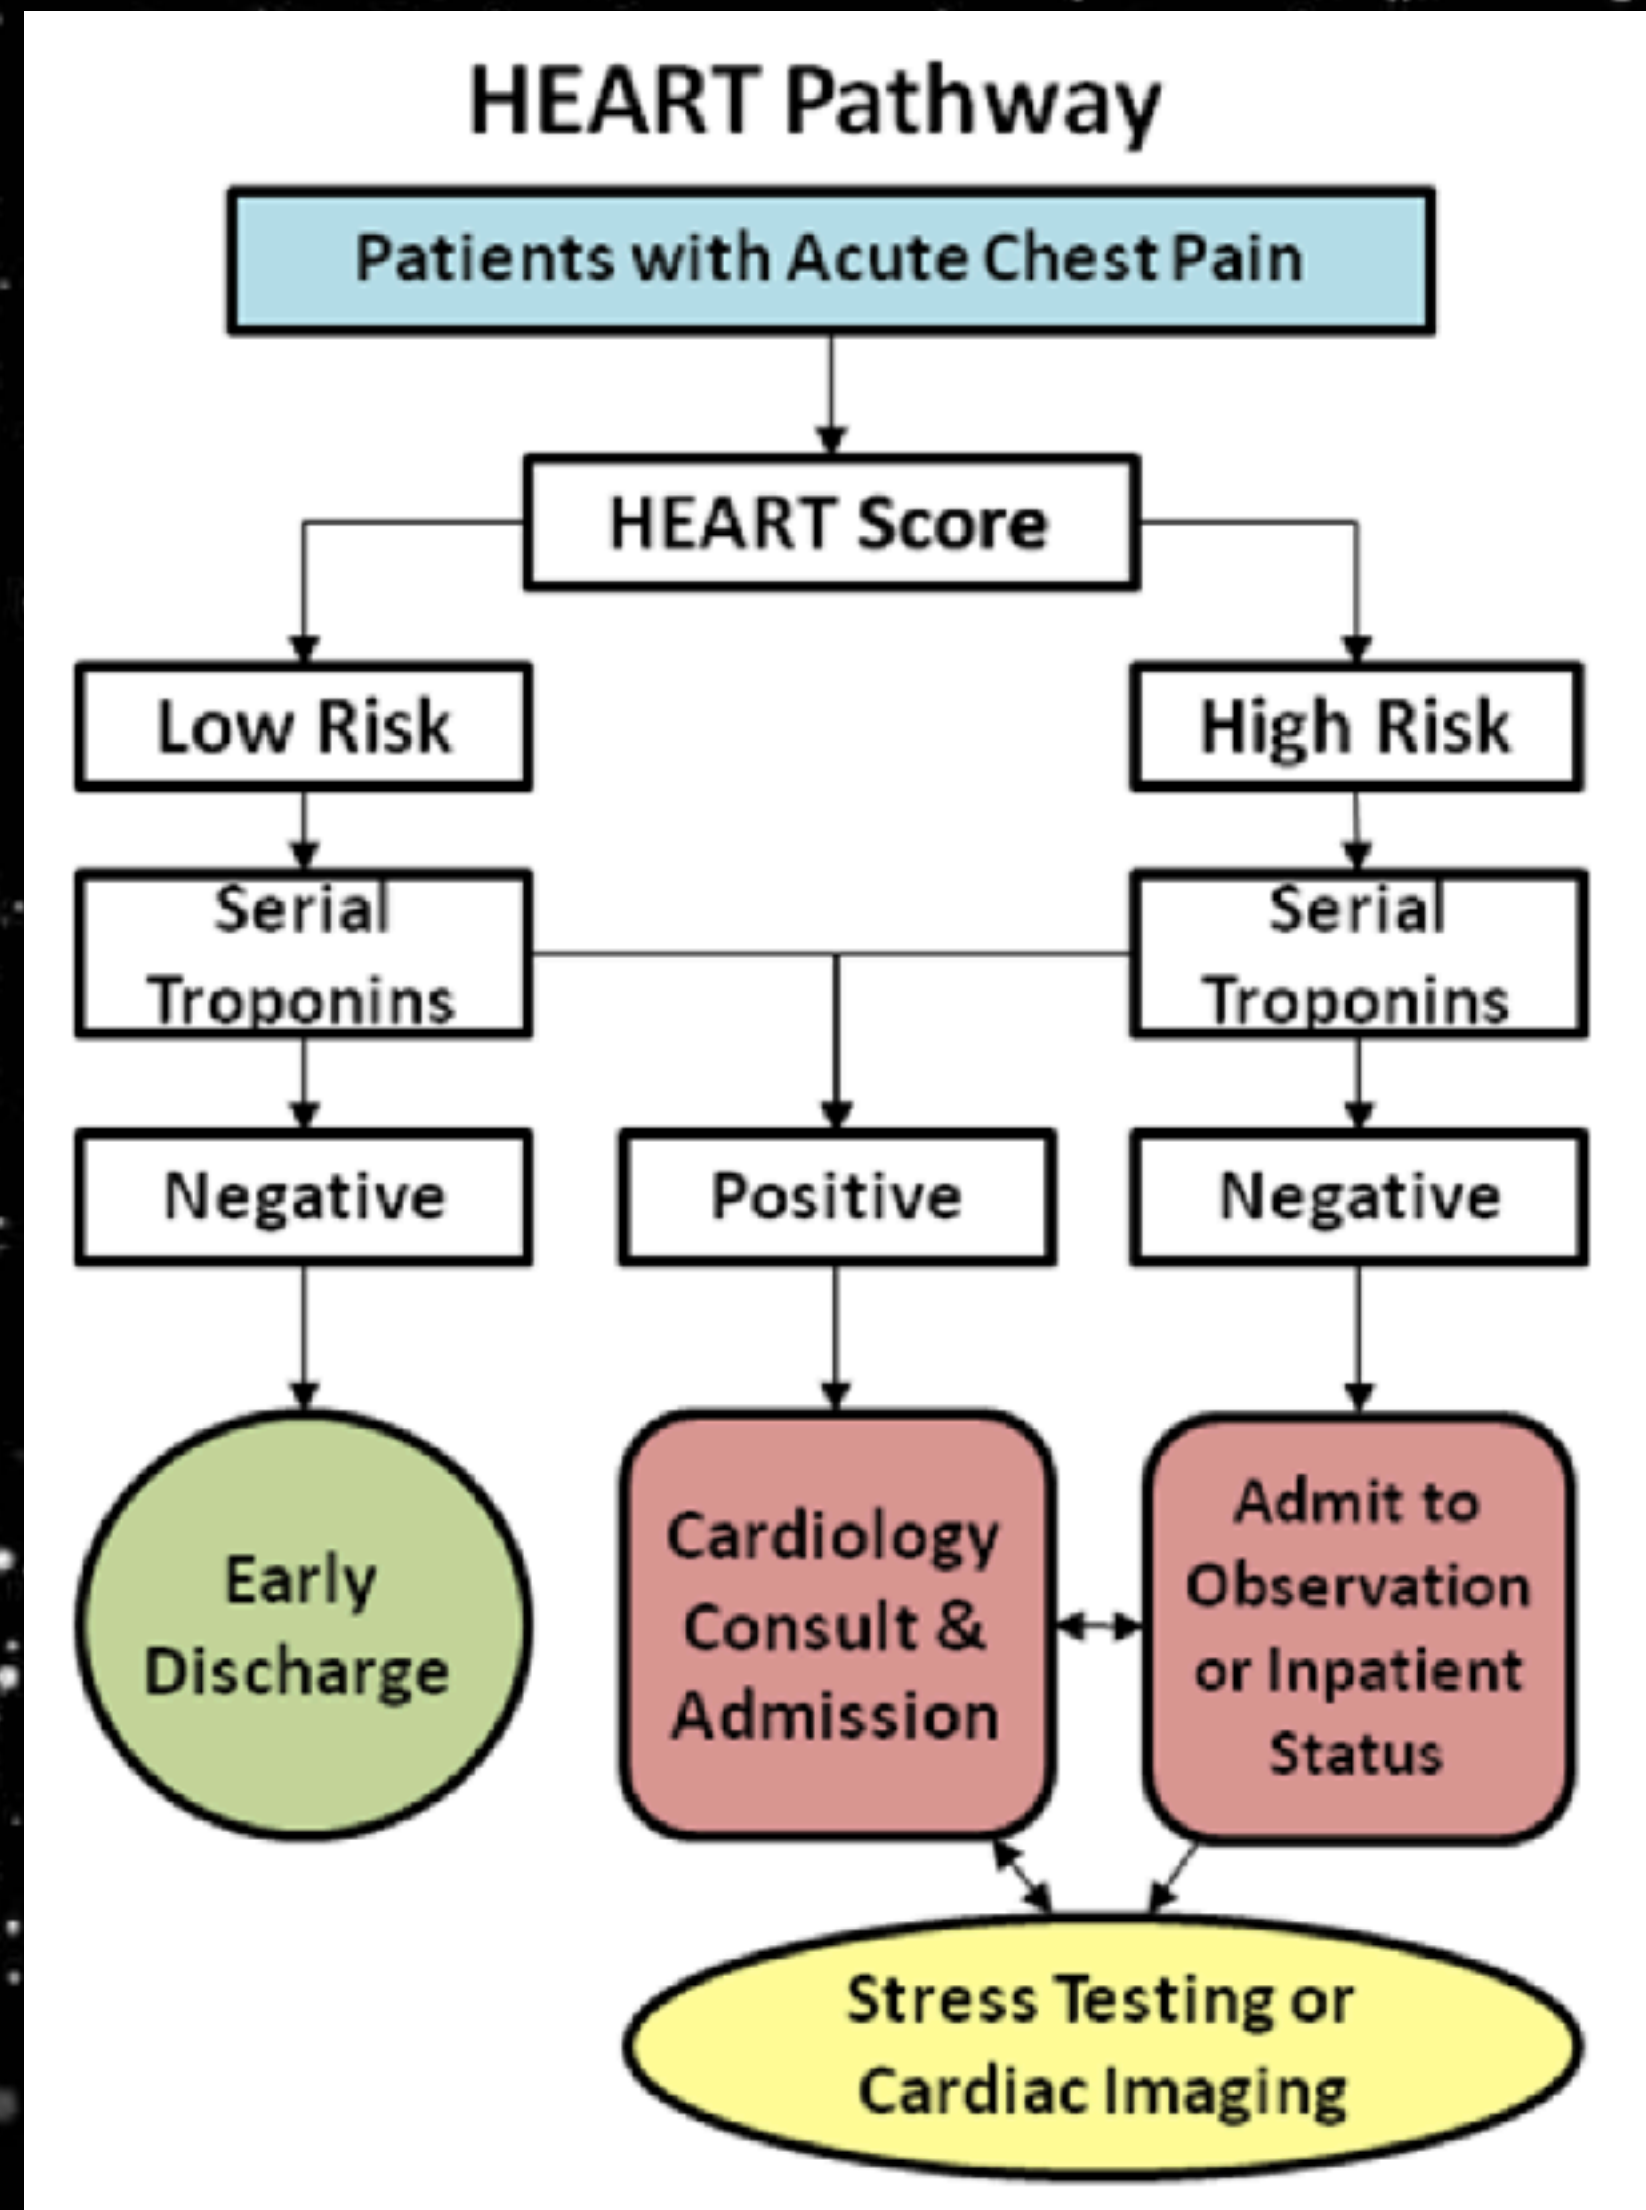 HEART Pathway
Patients with Acute Chest Pain
HEART Score
Low Risk
High Risk
Serial
Troponins
Serial
Troponins
Negative
Positive
Negative
Early
Discharge
Cardiology
Consult &
Admission
Admit to
Observation
or Inpatient
Status
Stress Testing or
Cardiac Imaging